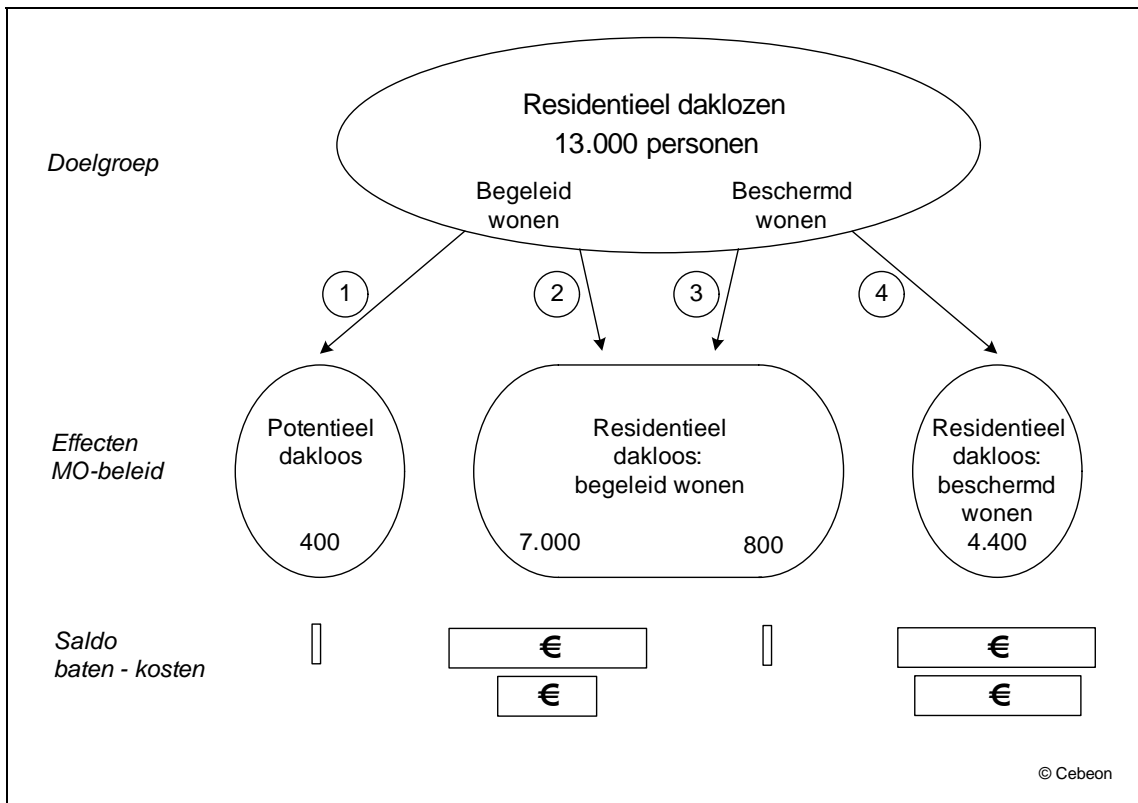 Residentieel daklozen
13.000 personen
Doelgroep
Begeleid
wonen
Beschermd
wonen
1
2
3
4
Effecten
MO-beleid
Potentieel
dakloos
400
Residentieel
dakloos:
begeleid wonen
7.000
800
Residentieel
dakloos:
beschermd
wonen
4.400
Saldo
baten - kosten
€
€
€
€
© Cebeon